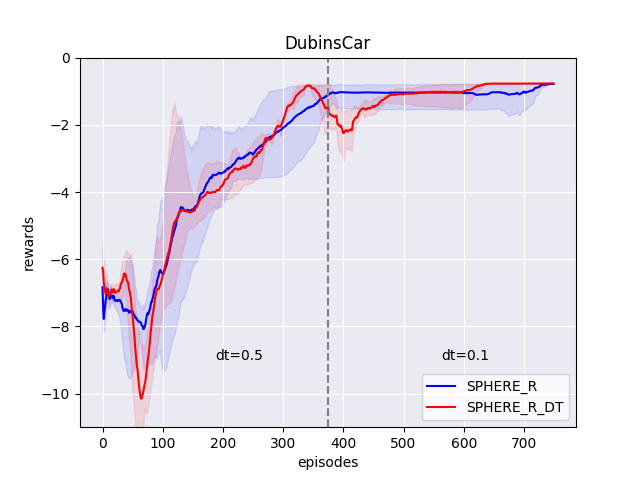 DubinsCar
0
−2
−4
−6
−8
−10
rewards
dt=0.5
dt=0.1
SPHERE_R
SPHERE_R_DT
0 100 200 300 400 500 600 700
episodes